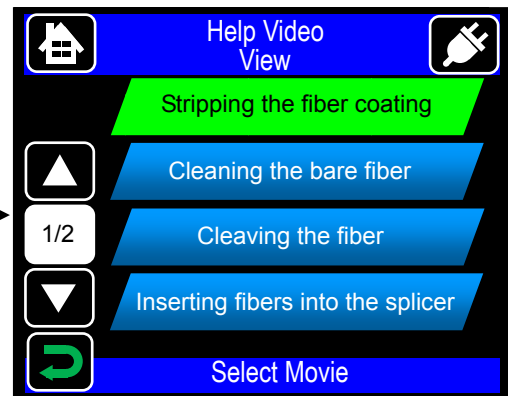 Help Video
View
Stripping the fiber coating
Cleaning the bare fiber
1/2
Cleaving the fiber
Inserting fibers into the splicer
Select Movie